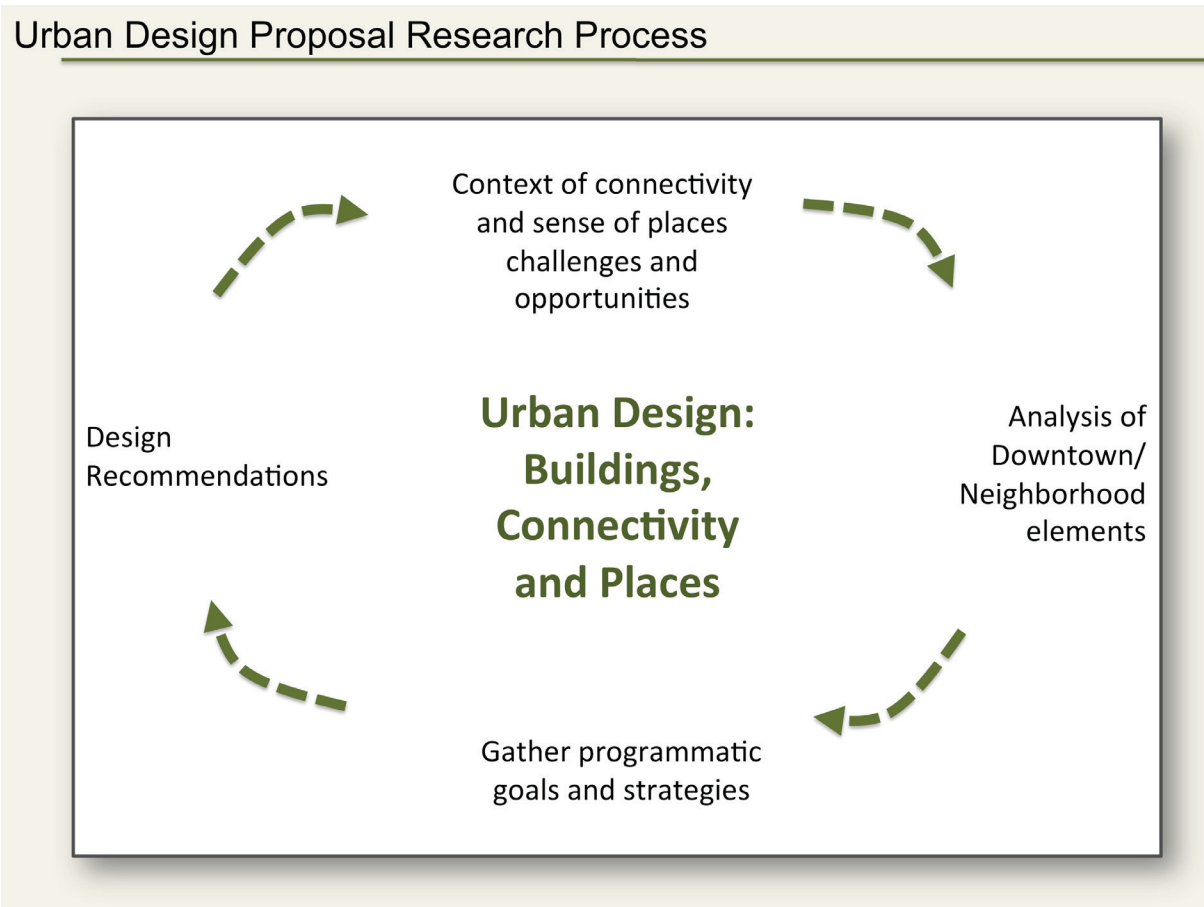 Urban Design Proposal Research Process
Context of connectivity
and sense of places
challenges and
opportunities
Design
Recommendations
Urban Design:
Buildings,
Connectivity
and Places
Analysis of
Downtown/
Neighborhood
elements
Gather programmatic
goals and strategies